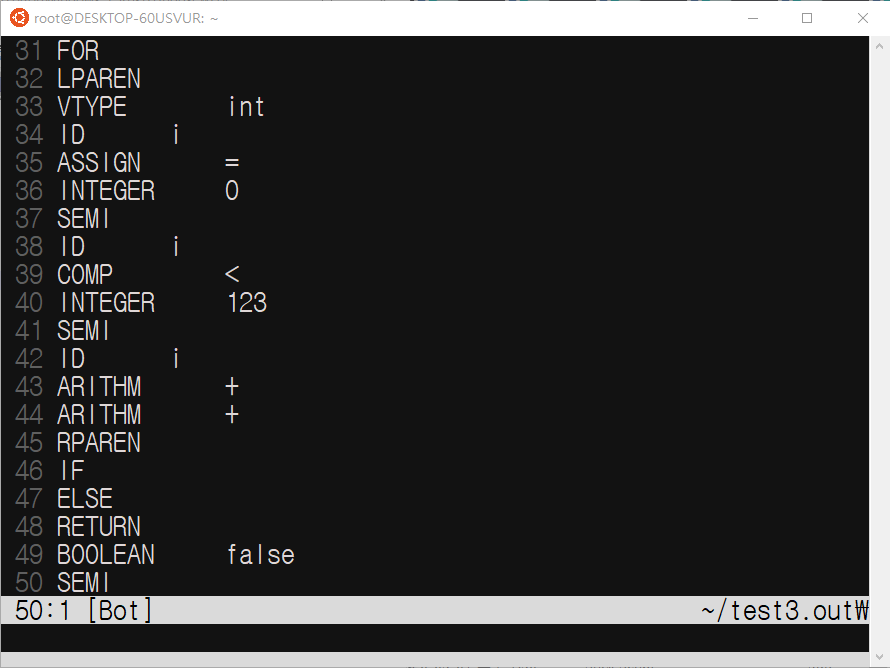 root@DESKTOP-60USVUR: ~
31 FOR
32 LPAREN
33 VTYPE int
34 ID i
35 ASSIGN =
36 INTEGER 0
37 SEMI
38 ID i
39 COMP <
40 INTEGER 123
41 SEMI
42 ID i
43 ARITHM +
44 ARITHM +
45 RPAREN
46 IF
47 ELSE
48 RETURN
49 BOOLEAN false
50 SEMI
50:1 [Bot] ~/test3.out₩